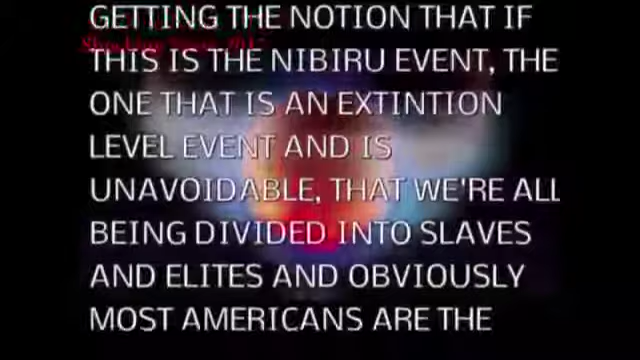 GETTING THE NOTION THAT IF
THIS IS THE NIBIRU EVENT, THE
ONE THAT IS AN EXTINTION
LEVEL EVENT AND IS
UNAVOIDABLE, THAT WE'RE ALL
BEING DIVIDED INTO SLAVES
AND ELITES AND OBVIOUSLY
MOST AMERICANS ARE THE